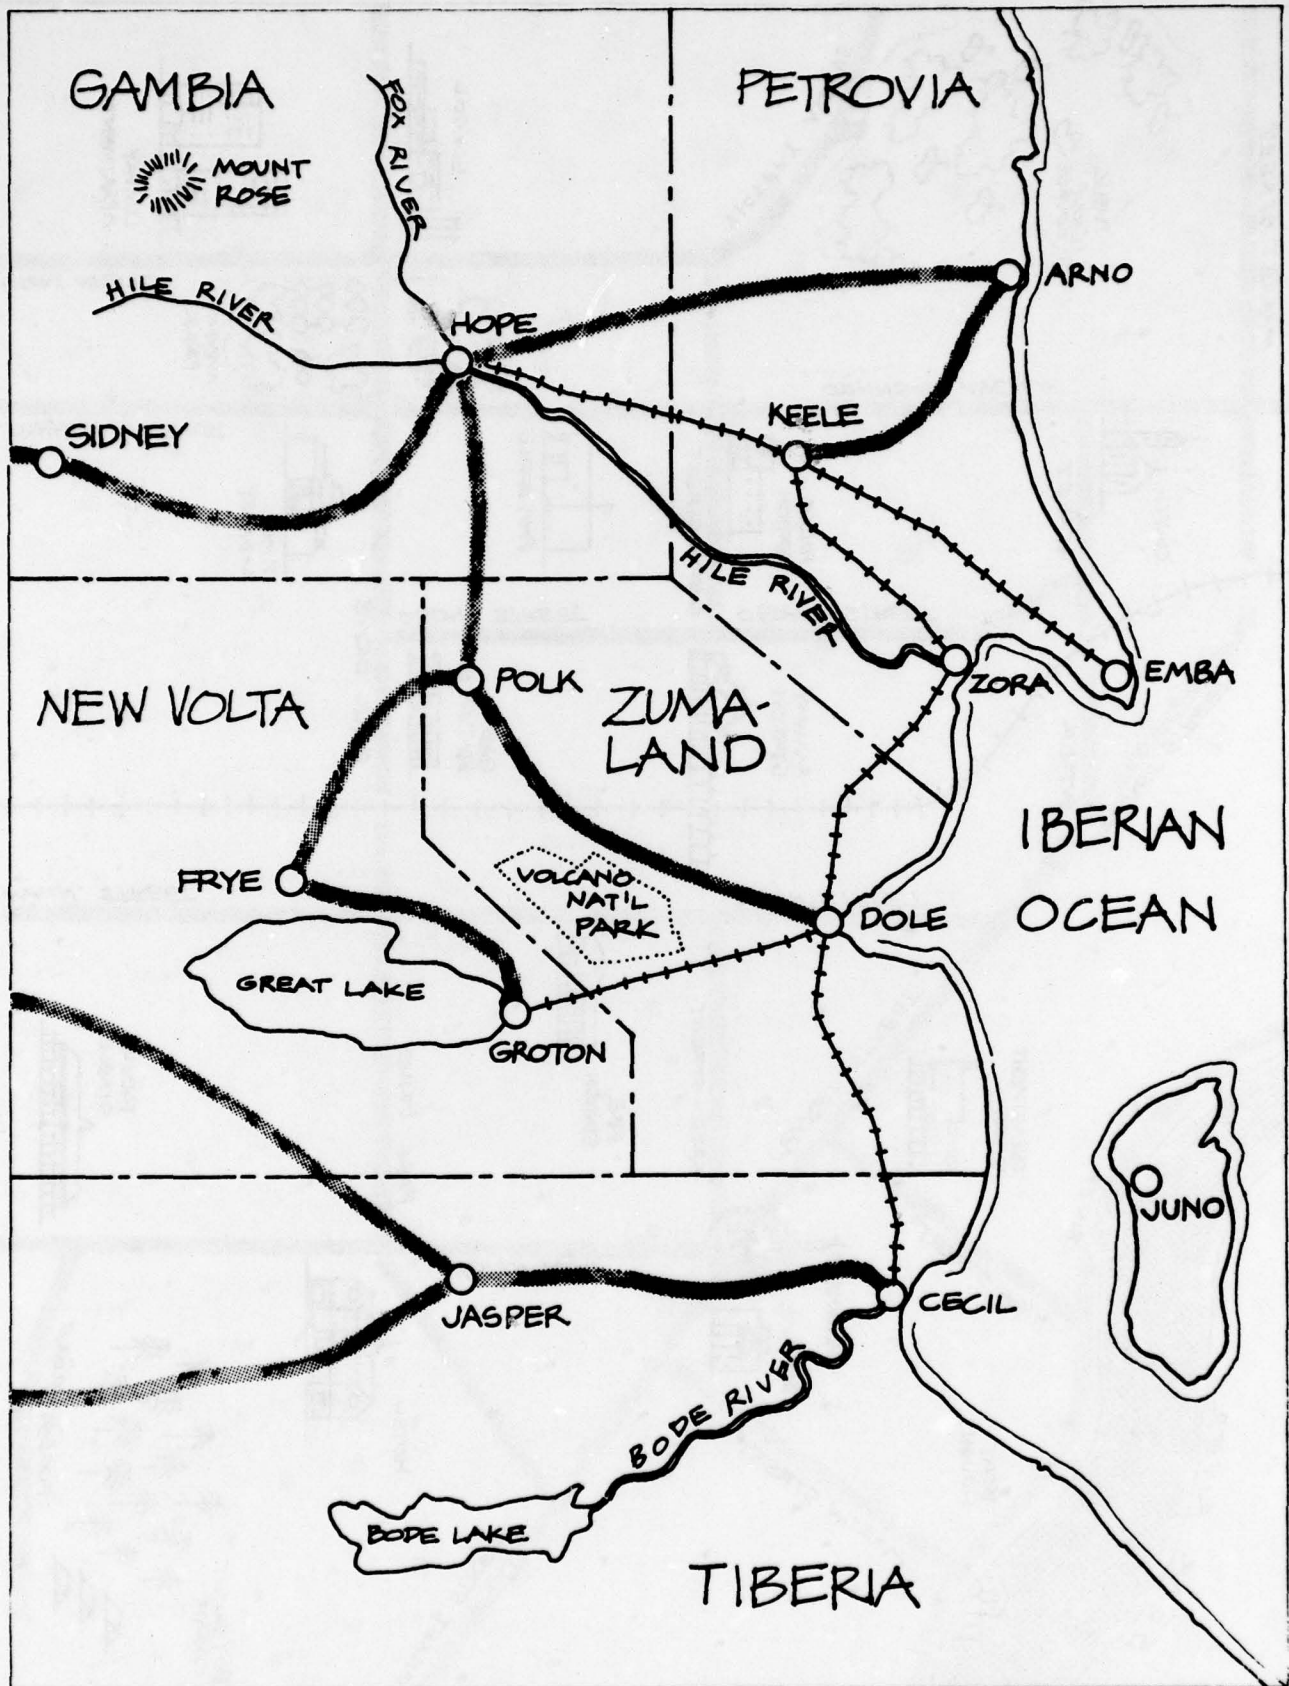 GAMBIA
PETROVIA
FOX RIVER
MOUNT
ROSE
ARNO
HILE RIVER
HOPE
KEELE
SIDNEY
HILE RIVER
ZORA
EMBA
POLK
NEW VOLTA
ZUMA-
LAND
IBERIAN
OCEAN
FRYE
VOLCANO
NAT'L
PARK
DOLE
GREAT LAKE
GROTON
JUNO
JASPER
CECIL
BODE RIVER
BODE LAKE
TIBERIA